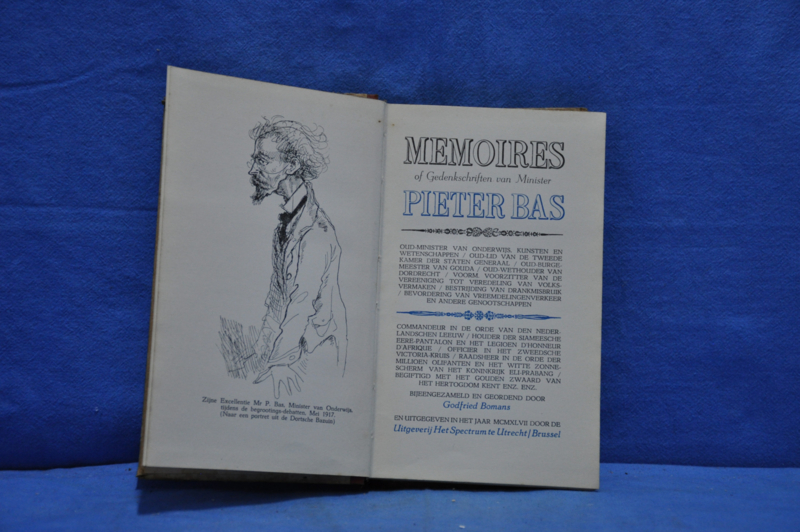 Zijne Excellentie Mr P. Bas, Minister van Onderwijs,
tijdens de begrootings-debatten, Mei 1917.
(Naar een portret uit de Dortsche Banste)
MEMOIRES
of Gedenkschriften van Minister
PIETER BAS
OUD-MINISTER VAN ONDERWIJS, KUNSTEN EN
WETENSCHAPPEN / OUD-LID VAN DE TWEEDE
KAMER DER STATEN GENERAAL / OUD-BURGE-
MEESTER VAN GOUDA / OUD-WETHOUDER VAN
DORDRECHT / VOORM. VOORZITTER VAN DE
VEREENIGING TOT VEREDELING VAN VOLKS-
VERMAKEN / BESTRIJDING VAN DRANKMISBRUIK
/ BEVORDERING VAN VREEMDELINGENVERKEER
EN ANDERE GENOOTSCHAPPEN
COMMANDEUR IN DE ORDE VAN DEN NEDER-
LANDSCHEN LEEUW / HOUDER DER SIAMEESCHE
EERE-PANTALON EN HET LEGIOEN D'HONNEUR
D'AFRIQUE / OFFICIER IN HET ZWEEDSCHE
VICTORIA-KRUIS / RAADSHEER IN DE ORDE DER
MILLIOEN OLIFANTEN EN HET WITTE ZONNE-
SCHERM VAN HET KONINKRIJK ELI-PRABANG /
BEGIFTIGD MET HET GOUDEN ZWAARD VAN
HET HERTOGDOM KENT ENZ. ENZ.
BIJEENGEZAMELD EN GEORDEND DOOR
Godfried Bomans
EN UITGEGEVEN IN HET JAAR MCMXLVII DOOR DE
Uitgeverij Het Spectrum te Utrecht / Brussel